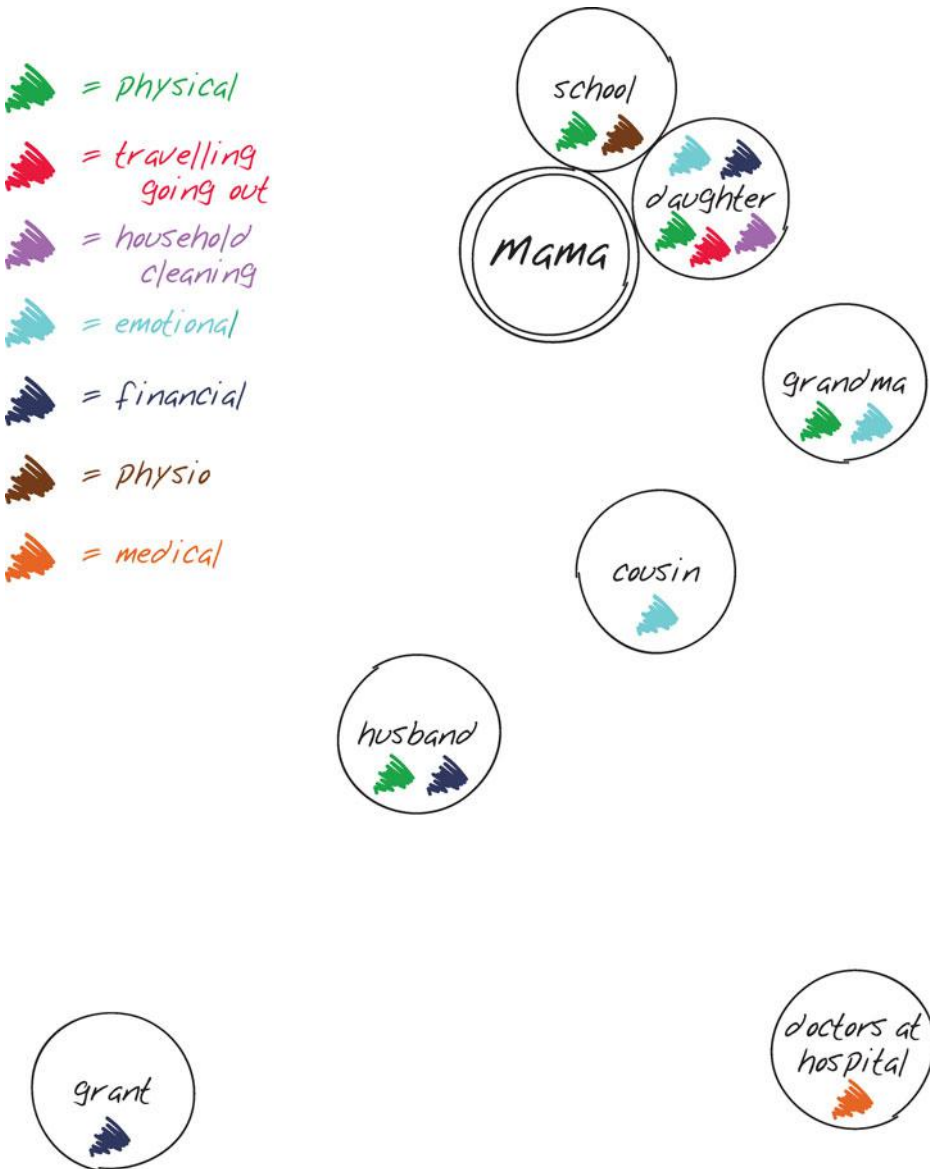 = physical
= travelling
going out
= household
cleaning
= emotional
= financial
= physio
= medical
school
daughter
Mama
grandma
cousin
husband
grant
doctors at
hospital